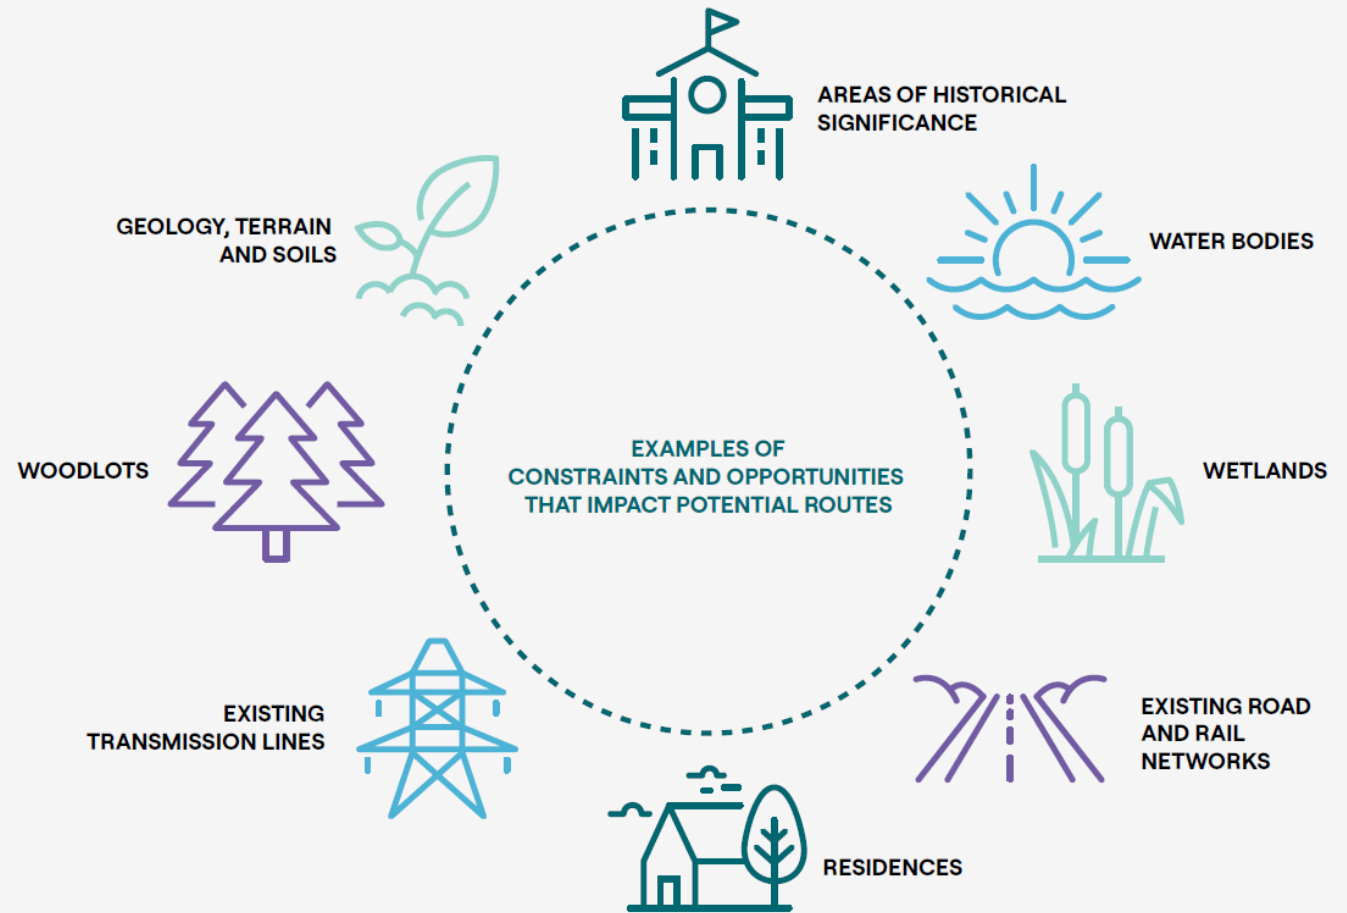 AREAS OF HISTORICAL
SIGNIFICANCE
GEOLOGY, TERRAIN
AND SOILS
WATER BODIES
EXAMPLES OF
CONSTRAINTS AND OPPORTUNITIES
THAT IMPACT POTENTIAL ROUTES
WOODLOTS
WETLANDS
EXISTING
TRANSMISSION LINES
EXISTING ROAD
AND RAIL
NETWORKS
RESIDENCES